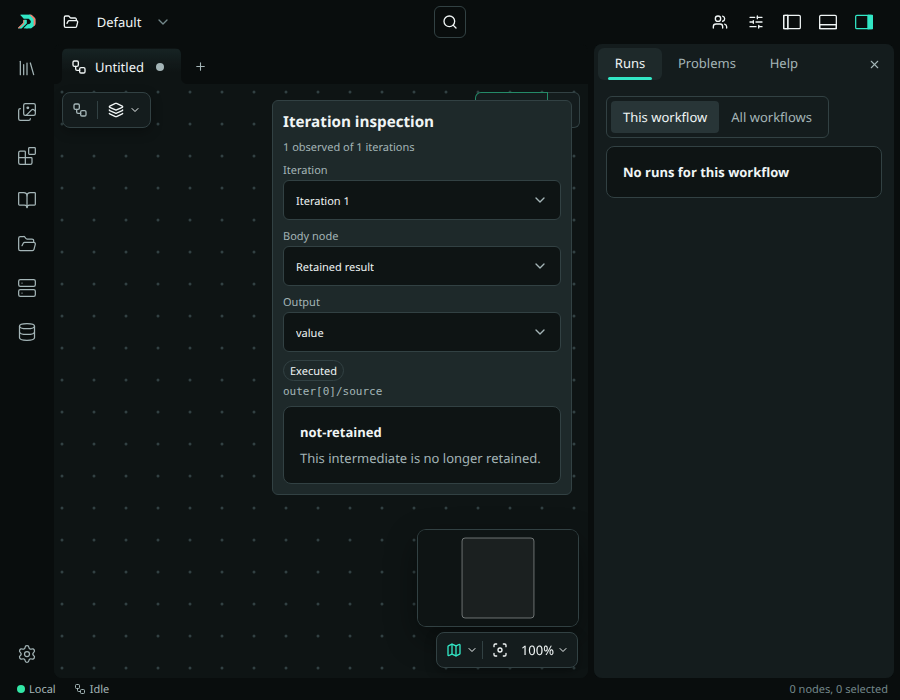 Default
Untitled
Runs
Problems
Help
This workflow
All workflows
No runs for this workflow
Iteration inspection
1 observed of 1 iterations
Iteration
Iteration 1
Body node
Retained result
Output
value
Executed
outer[0]/source
not-retained
This intermediate is no longer retained.
100%
Local
Idle
0 nodes, 0 selected